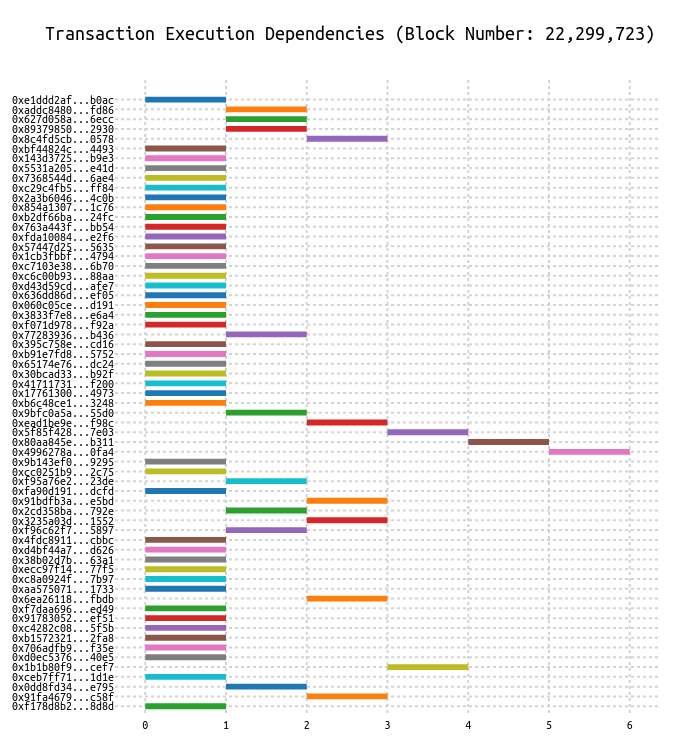 Transaction Execution Dependencies (Block Number: 22,299,723)
0xe1ddd2af...b0ac
0xaddc8480...fd86
0x627d058a...6ecc
0x89379850...2930
0x8c4fd5cb...0578
0xbf44824c...4493
0x143d3725...b9e3
0x5531a205...e41d
0x7368544d...6ae4
0xc29c4fb5...ff84
0x2a3b6046...4c0b
0x854a1307...1c76
0xb2df66ba...24fc
0x763a443f...bb54
0xfda10084...e2f6
0x57447d25...5635
0x1cb3fbbf...4794
0xc7103e38...6b70
0xc6c00b93...88aa
0xd43d59cd...afe7
0x636dd86d...ef05
0x060c05ce...d191
0x3833f7e8...e6a4
0xf071d978...f92a
0x77283936...b436
0x395c758e...cd16
0xb91e7fd8...5752
0x65174e76...dc24
0x30bcad33...b92f
0x41711731...f200
0x17761300...4973
0xb6c48ce1...3248
0x9bfc0a5a...55d0
0xead1be9e...f98c
0x5f85f428...7e03
0x80aa845e...b311
0x4996278a...0fa4
0x9b143ef0...9295
0xcc0251b9...2c75
0xf95a76e2...23de
0xfa90d191...dcfd
0x91bdfb3a...e5bd
0x2cd358ba...792e
0x3235a03d...1552
0xf96c62f7...5897
0x4fdc8911...cbbc
0xd4bf44a7...d626
0x38b02d7b...63a1
0xecc97f14...77f5
0xc8a0924f...7b97
0xaa575071...1733
0x6ea26118...fbdb
0xf7daa696...ed49
0x91783052...ef51
0xc4282c08...5f5b
0xb1572321...2fa8
0x706adfb9...f35e
0xd0ec5376...40e5
0x1b1b80f9...cef7
0xceb7ff71...1d1e
0x0dd8fd34...e795
0x91fa4679...c58f
0xf178d8b2...8d8d
0 1 2 3 4 5 6